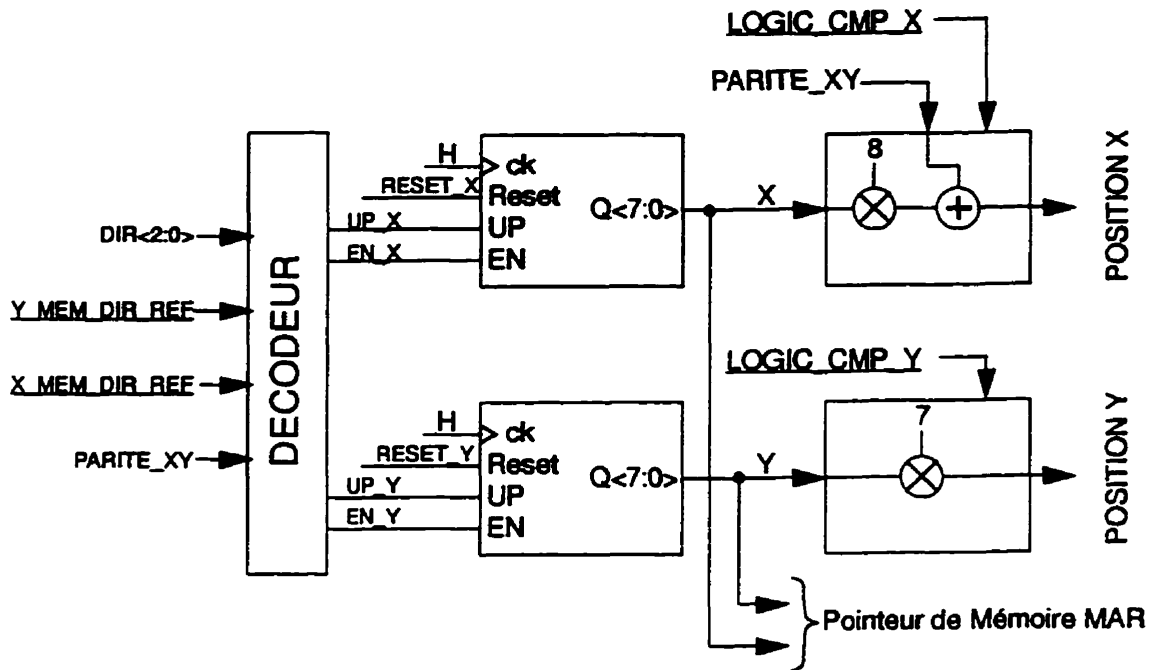 LOGIC_CMP_X
PARITE_XY
H
ck
8
RESET_X
Reset
Q<7:0>
X
UP_X
UP
DIR<2:0>
EN_X
EN
POSITION X
DECODEUR
Y_MEM_DIR_REF
X_MEM_DIR_REF
PARITE_XY
LOGIC_CMP_Y
H
ck
7
RESET_Y
Reset
Q<7:0>
Y
UP_Y
UP
EN_Y
EN
POSITION Y
Pointeur de Mémoire MAR